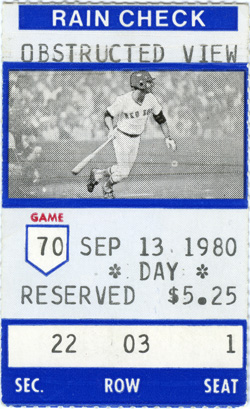 RAIN CHECK
OBSTRUCTED VIEW
RED SOX
GAME
70 SEP 13 1980
* DAY *
RESERVED $5.25
22 03 1
SEC. ROW SEAT